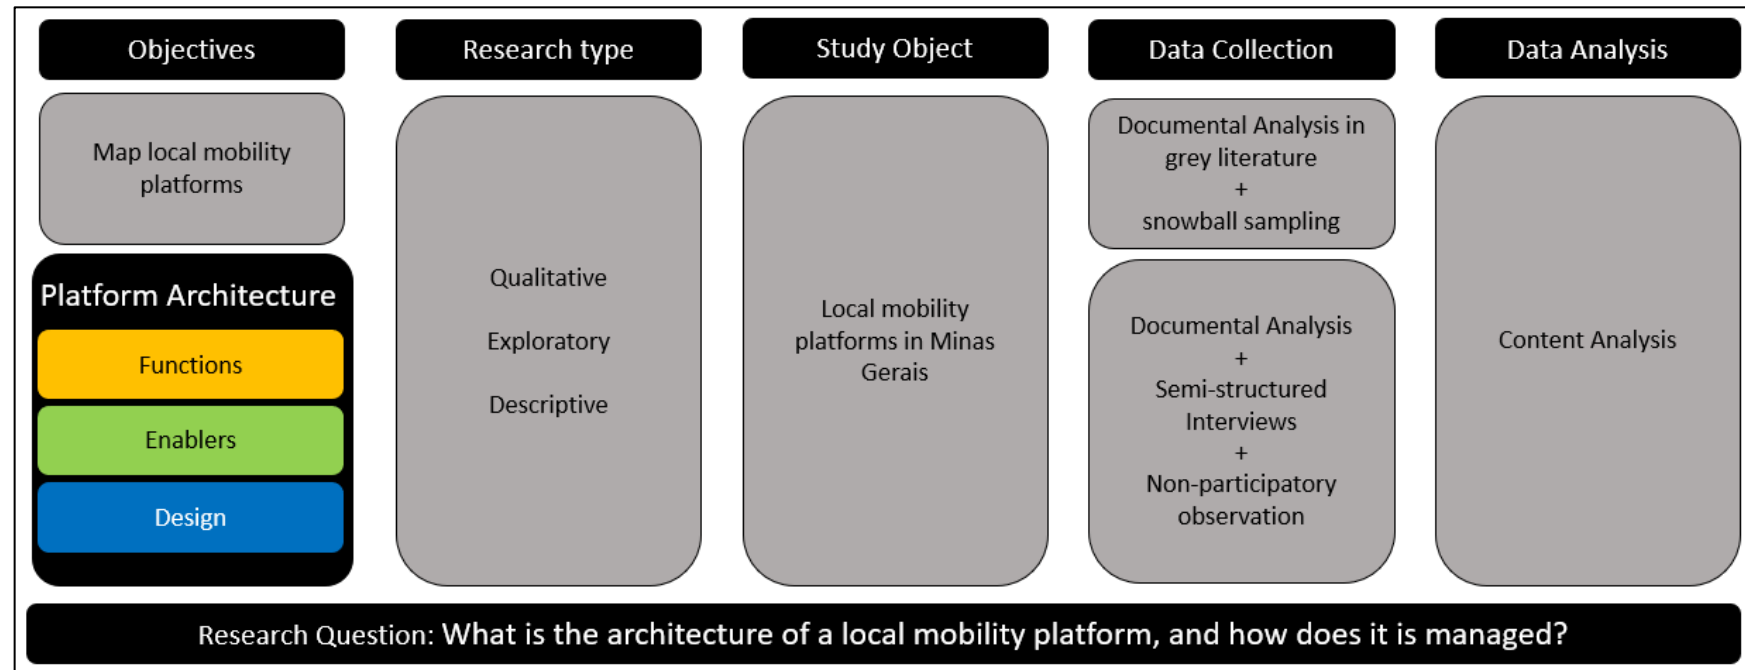 Objectives
Research type
Study Object
Data Collection
Data Analysis
Map local mobility
platforms
Platform Architecture
Functions
Enablers
Design
Qualitative
Exploratory
Descriptive
Local mobility
platforms in Minas
Gerais
Documental Analysis in
grey literature
+
snowball sampling
Documental Analysis
+
Semi-structured
Interviews
+
Non-participatory
observation
Content Analysis
Research Question: What is the architecture of a local mobility platform, and how does it is managed?